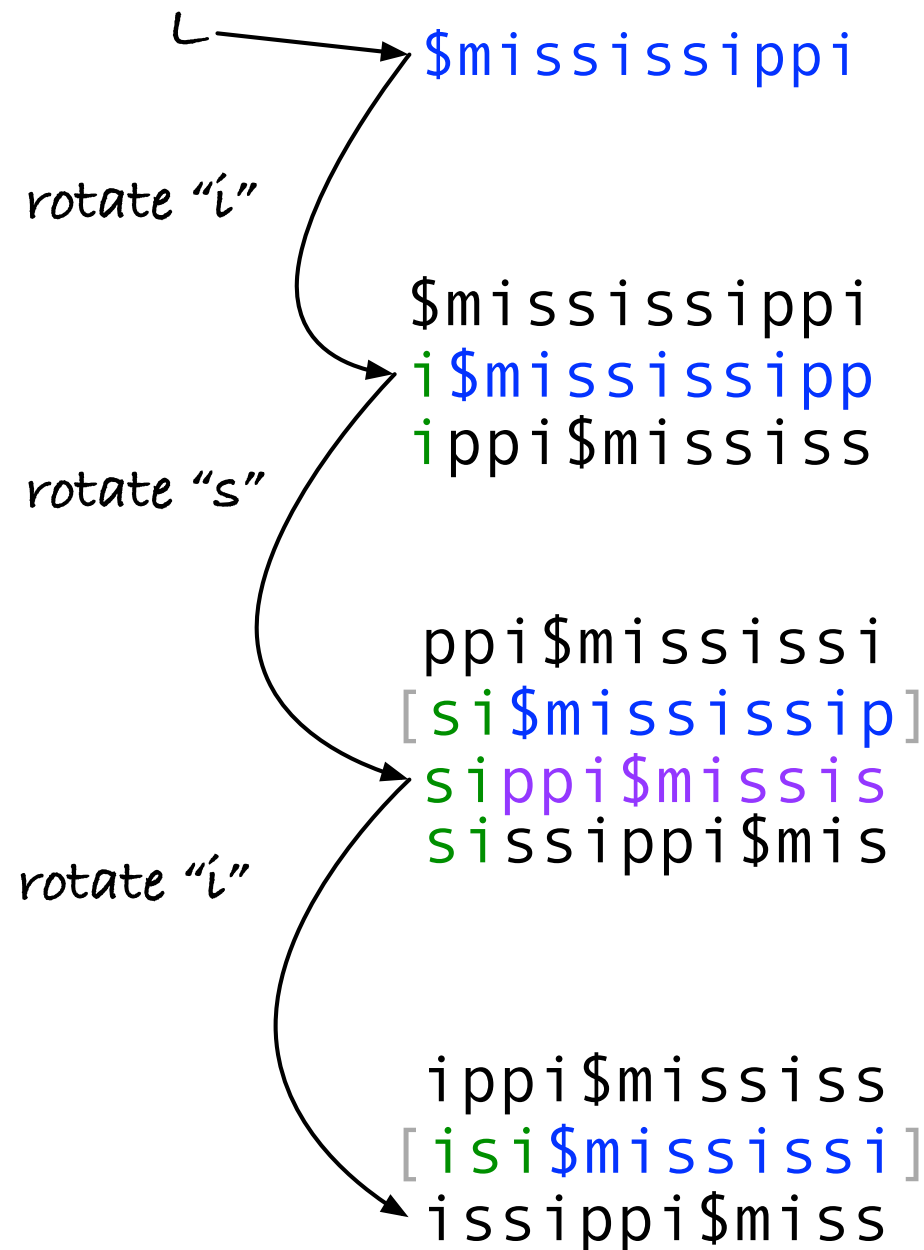 L
$mississippi
rotate “i”
$mississippi
i$mississipp
ippi$mississ
rotate “s”
ppi$mississi
[si$mississip]
sippi$missis
sissippi$mis
rotate “i”
ippi$mississ
[isi$mississi]
issippi$miss